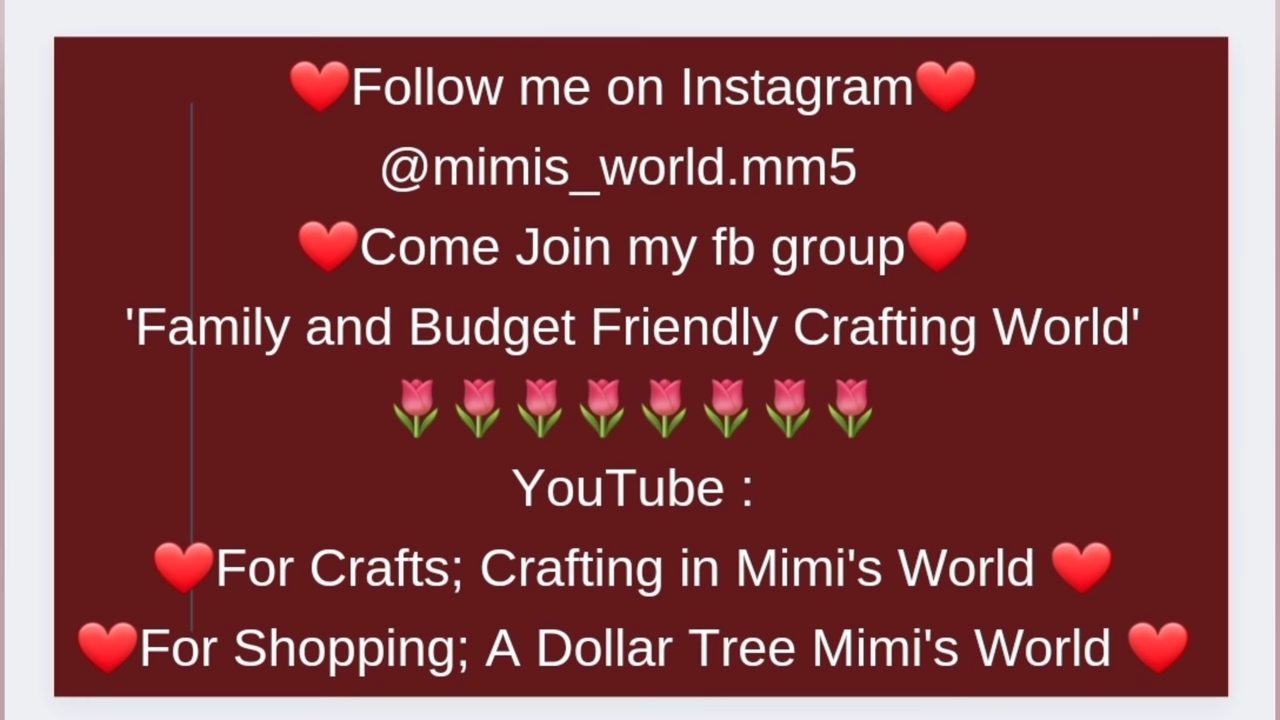 ❤️Follow me on Instagram❤️
@mimis_world.mm5
❤️Come Join my fb group❤️
'Family and Budget Friendly Crafting World'
🌷🌷🌷🌷🌷🌷🌷🌷
YouTube :
❤️For Crafts; Crafting in Mimi's World ❤️
❤️For Shopping; A Dollar Tree Mimi's World ❤️